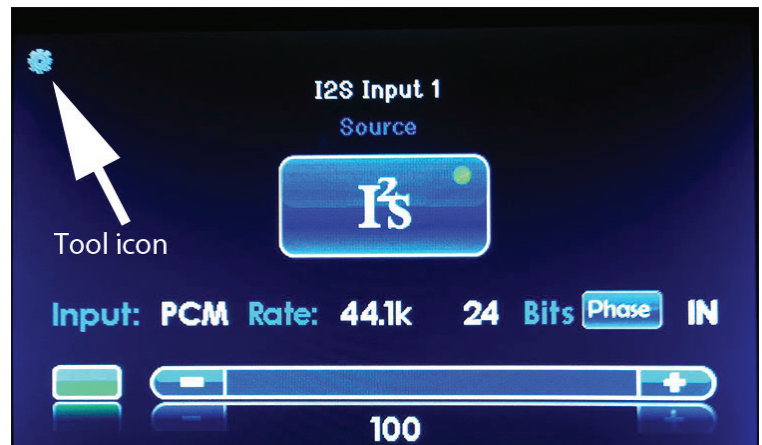 I2S Input 1
Source
I²S
Tool icon
Input: PCM Rate: 44.1k 24 Bits Phase IN
- +
100